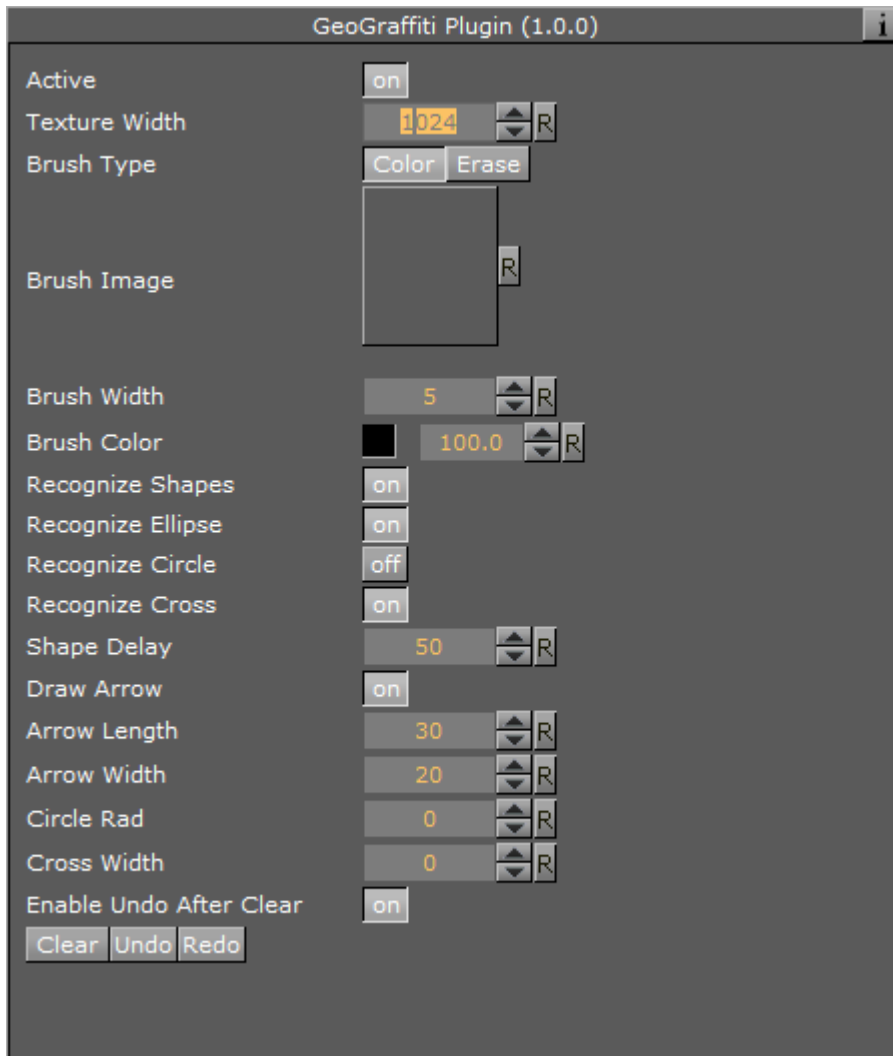 GeoGraffiti Plugin (1.0.0) i
Active on
Texture Width 1024 R
Brush Type Color Erase
Brush Image R
Brush Width 5 R
Brush Color 100.0 R
Recognize Shapes on
Recognize Ellipse on
Recognize Circle off
Recognize Cross on
Shape Delay 50 R
Draw Arrow on
Arrow Length 30 R
Arrow Width 20 R
Circle Rad 0 R
Cross Width 0 R
Enable Undo After Clear on
Clear Undo Redo